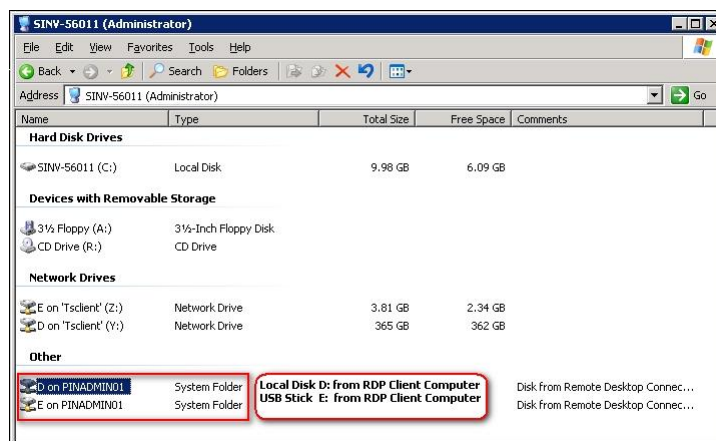 SINV-56011 (Administrator)
File Edit View Favorites Tools Help
Back Search Folders
Address SINV-56011 (Administrator) Go
Name Type Total Size Free Space Comments
Hard Disk Drives
SINV-56011 (C:) Local Disk 9.98 GB 6.09 GB
Devices with Removable Storage
3½ Floppy (A:) 3½-Inch Floppy Disk
CD Drive (R:) CD Drive
Network Drives
E on 'Tsclient' (Z:) Network Drive 3.81 GB 2.34 GB
D on 'Tsclient' (Y:) Network Drive 365 GB 362 GB
Other
D on PINADMIN01 System Folder Local Disk D: from RDP Client Computer Disk from Remote Desktop Connec...
E on PINADMIN01 System Folder USB Stick E: from RDP Client Computer Disk from Remote Desktop Connec...